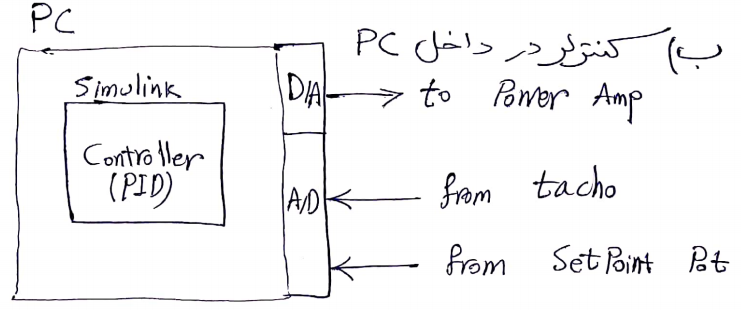 PC
ب) کنترلر در داخل PC
Simulink
D/A
to Power Amp
Controller
(PID)
A/D
from tacho
from SetPoint Pot